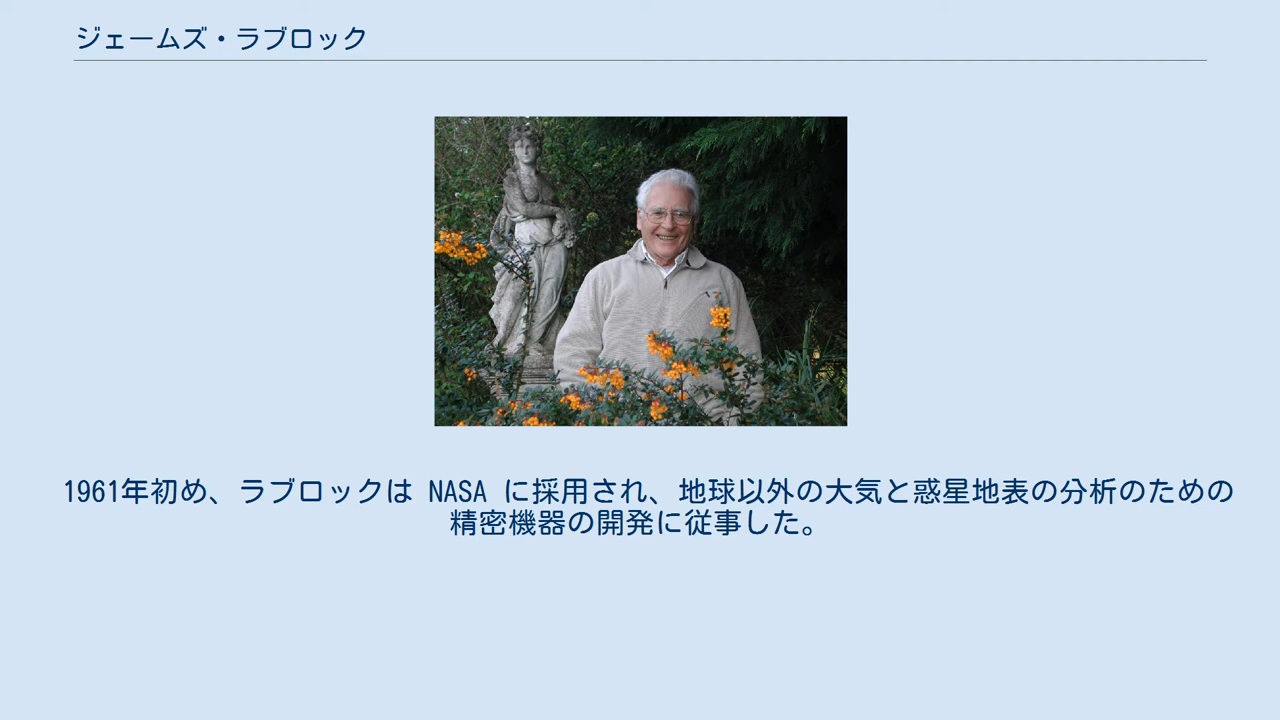 ジェームズ・ラブロック
1961年初め、ラブロックは NASA に採用され、地球以外の大気と惑星地表の分析のための
精密機器の開発に従事した。